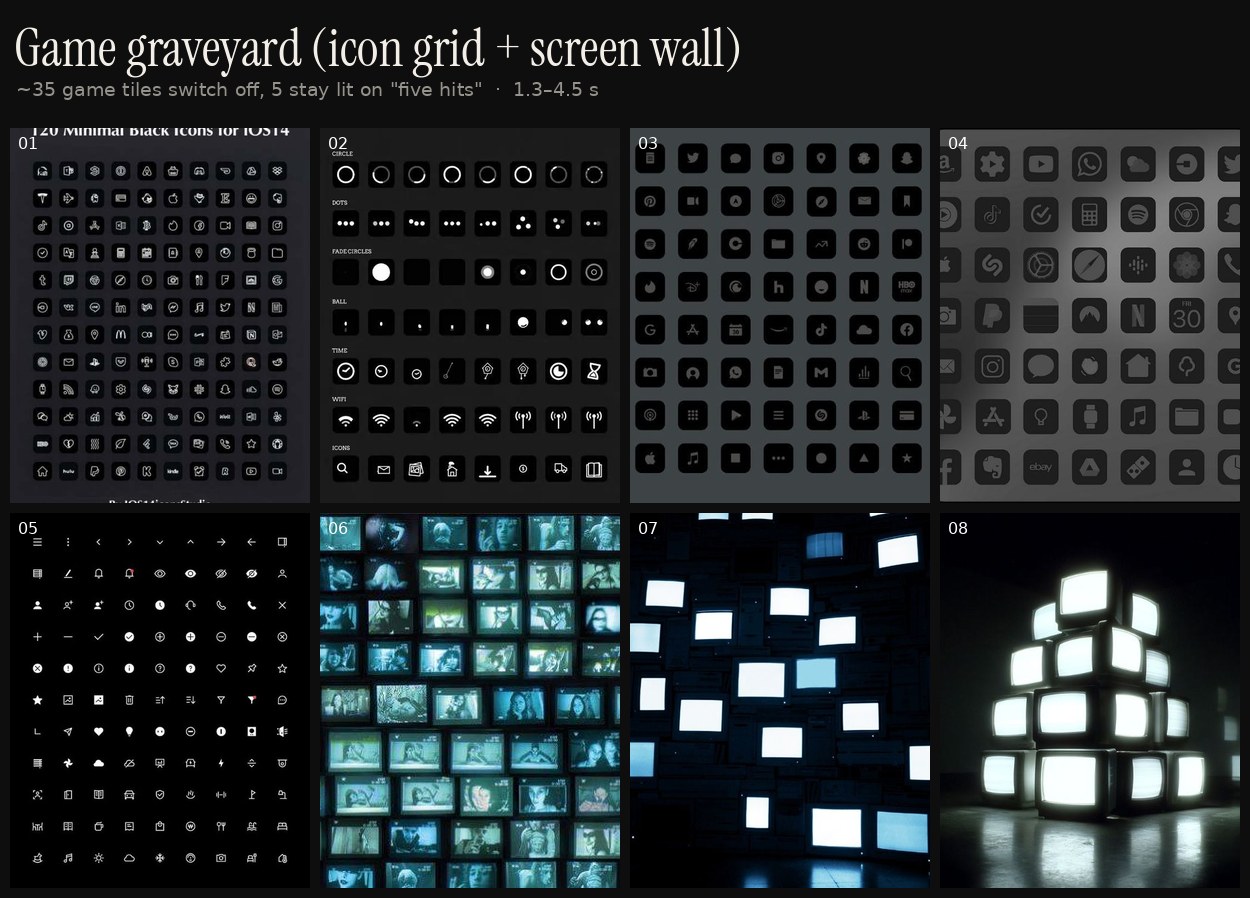 Game graveyard (icon grid + screen wall)
~35 game tiles switch off, 5 stay lit on "five hits"  ·  1.3–4.5 s
01
120 Minimal Black Icons for iOS14
02
CIRCLE
DOTS
FADE CIRCLES
BALL
TIME
WIFI
ICONS
03
HBO
04
FRI
30
ebay
05
06
07
08